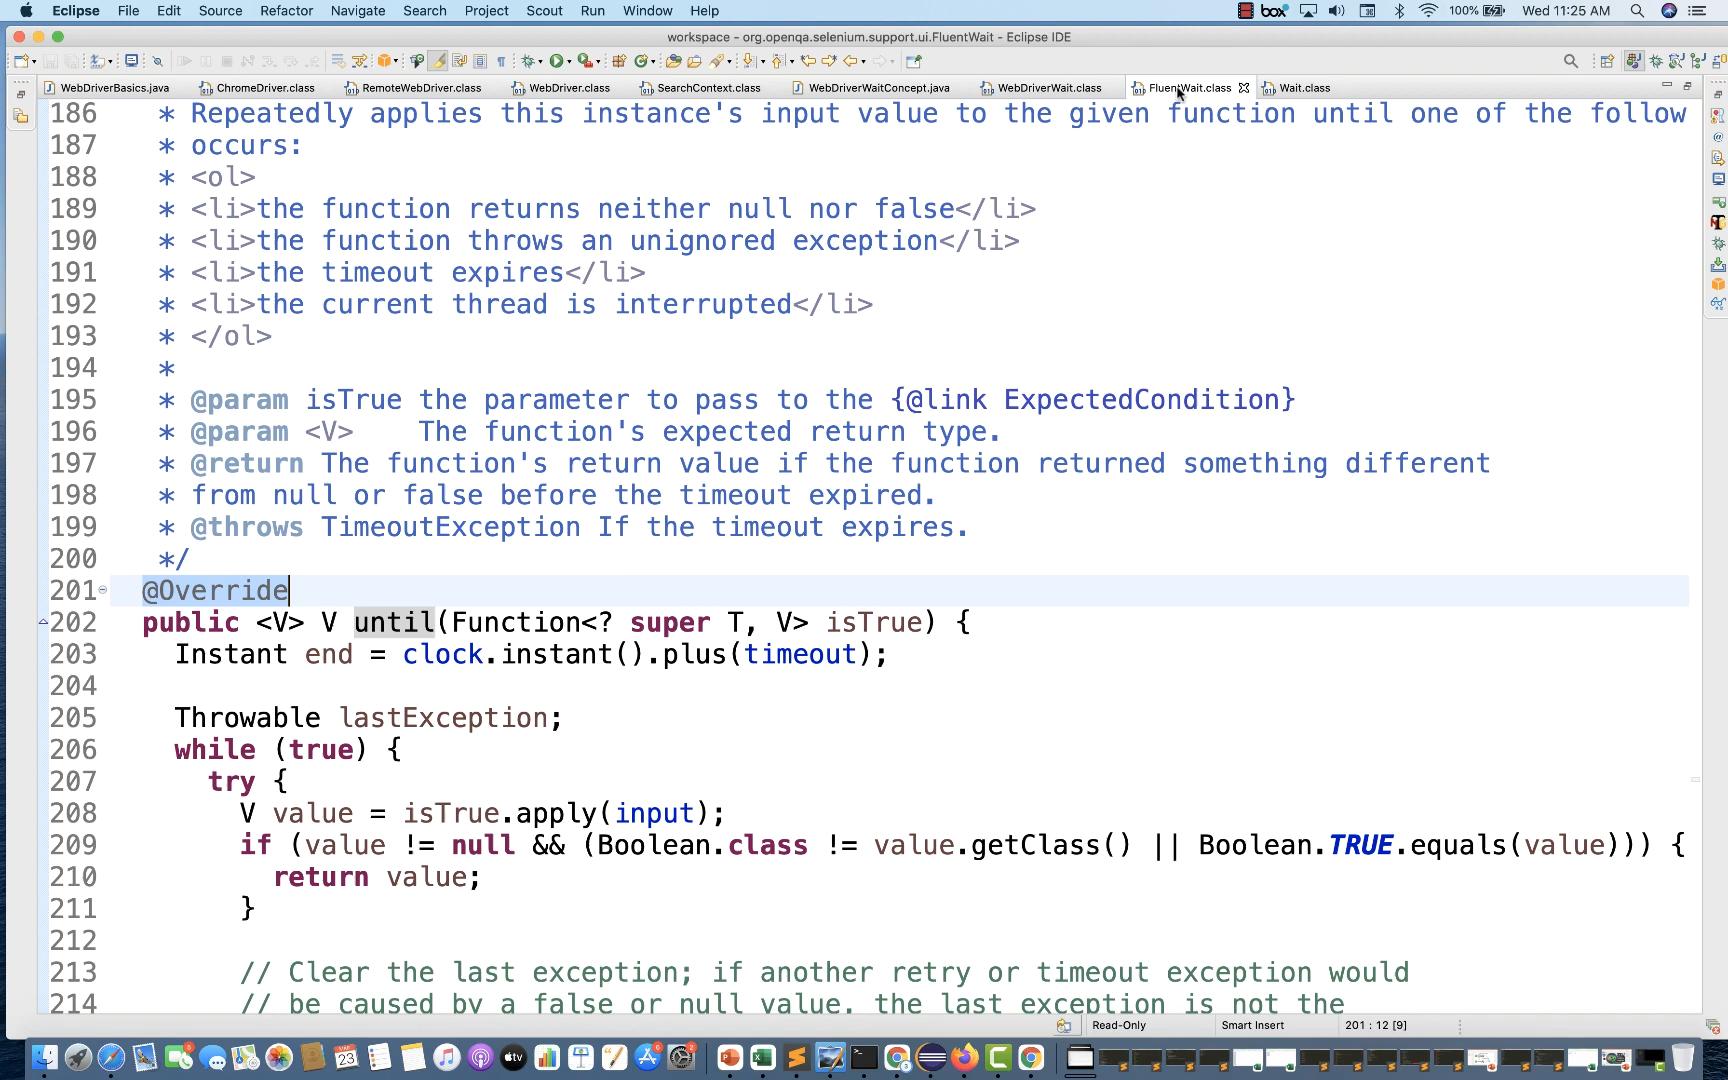 Eclipse File Edit Source Refactor Navigate Search Project Scout Run Window Help box 100% Wed 11:25 AM
workspace - org.openqa.selenium.support.ui.FluentWait - Eclipse IDE
WebDriverBasics.java ChromeDriver.class RemoteWebDriver.class WebDriver.class SearchContext.class WebDriverWaitConcept.java WebDriverWait.class FluentWait.class Wait.class
186 * Repeatedly applies this instance's input value to the given function until one of the follow
187 * occurs:
188 * <ol>
189 * <li>the function returns neither null nor false</li>
190 * <li>the function throws an unignored exception</li>
191 * <li>the timeout expires</li>
192 * <li>the current thread is interrupted</li>
193 * </ol>
194 *
195 * @param isTrue the parameter to pass to the {@link ExpectedCondition}
196 * @param <V> The function's expected return type.
197 * @return The function's return value if the function returned something different
198 * from null or false before the timeout expired.
199 * @throws TimeoutException If the timeout expires.
200 */
201 @Override
202 public <V> V until(Function<? super T, V> isTrue) {
203 Instant end = clock.instant().plus(timeout);
204
205 Throwable lastException;
206 while (true) {
207 try {
208 V value = isTrue.apply(input);
209 if (value != null && (Boolean.class != value.getClass() || Boolean.TRUE.equals(value))) {
210 return value;
211 }
212
213 // Clear the last exception; if another retry or timeout exception would
214 // be caused by a false or null value, the last exception is not the
Read-Only Smart Insert 201 : 12 [9]